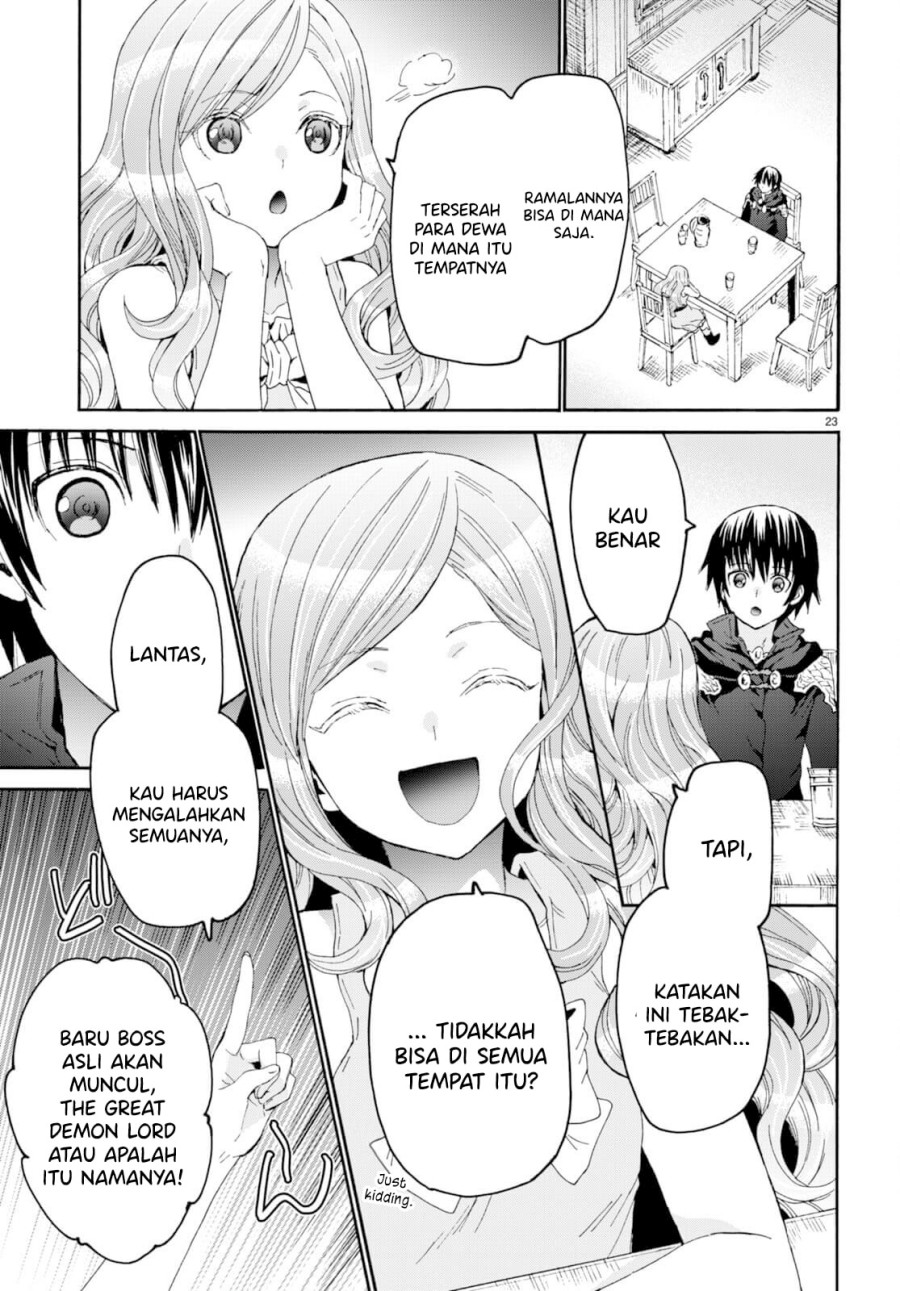 RAMALANNYA
BISA DI MANA
SAJA.
TERSERAH
PARA DEWA
DI MANA ITU
TEMPATNYA
23
KAU
BENAR
TAPI,
KATAKAN
INI TEBAK-
TEBAKAN...
... TIDAKKAH
BISA DI SEMUA
TEMPAT ITU?
Just
kidding.
LANTAS,
KAU HARUS
MENGALAHKAN
SEMUANYA,
BARU BOSS
ASLI AKAN
MUNCUL,
THE GREAT
DEMON LORD
ATAU APALAH
ITU NAMANYA!